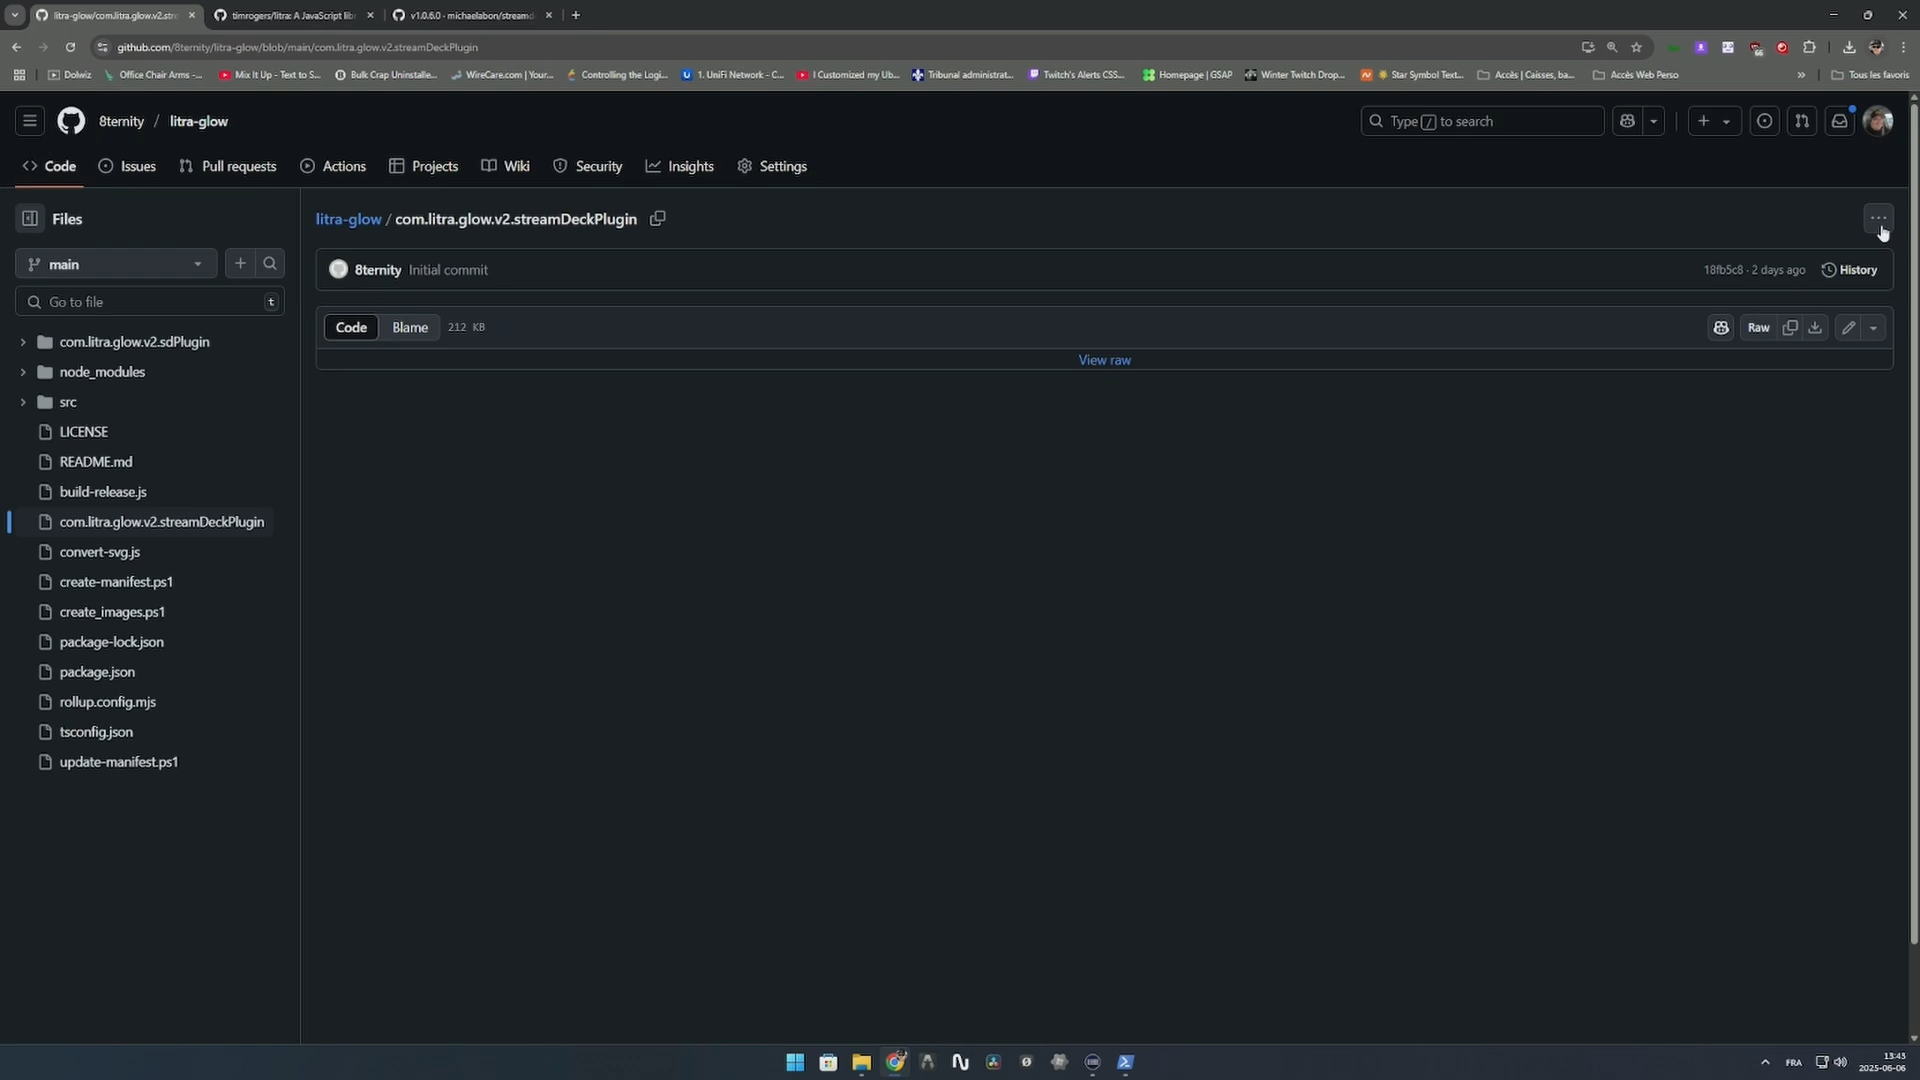 litra-glow/com.litra.glow.v2.stre
timrogers/litra: A JavaScript lib
v1.0.6.0 - michaelabon/streamd
github.com/8ternity/litra-glow/blob/main/com.litra.glow.v2.streamDeckPlugin
Dolwiz
Office Chair Arms -...
Mix It Up - Text to S...
Bulk Crap Uninstalle...
WireCare.com | Your...
Controlling the Logi...
1. UniFi Network - C...
I Customized my Ub...
Tribunal administrat...
Twitch's Alerts CSS...
Homepage | GSAP
Winter Twitch Drop...
Star Symbol Text...
Accès | Caisses, ba...
Accès Web Perso
»
Tous les favoris
8ternity / litra-glow
Type / to search
Code
Issues
Pull requests
Actions
Projects
Wiki
Security
Insights
Settings
Files
litra-glow / com.litra.glow.v2.streamDeckPlugin
main
8ternity Initial commit
18fb5c8 · 2 days ago
History
Go to file
t
Code
Blame
212 KB
Raw
View raw
com.litra.glow.v2.sdPlugin
node_modules
src
LICENSE
README.md
build-release.js
com.litra.glow.v2.streamDeckPlugin
convert-svg.js
create-manifest.ps1
create_images.ps1
package-lock.json
package.json
rollup.config.mjs
tsconfig.json
update-manifest.ps1
FRA
13:43
2025-06-06